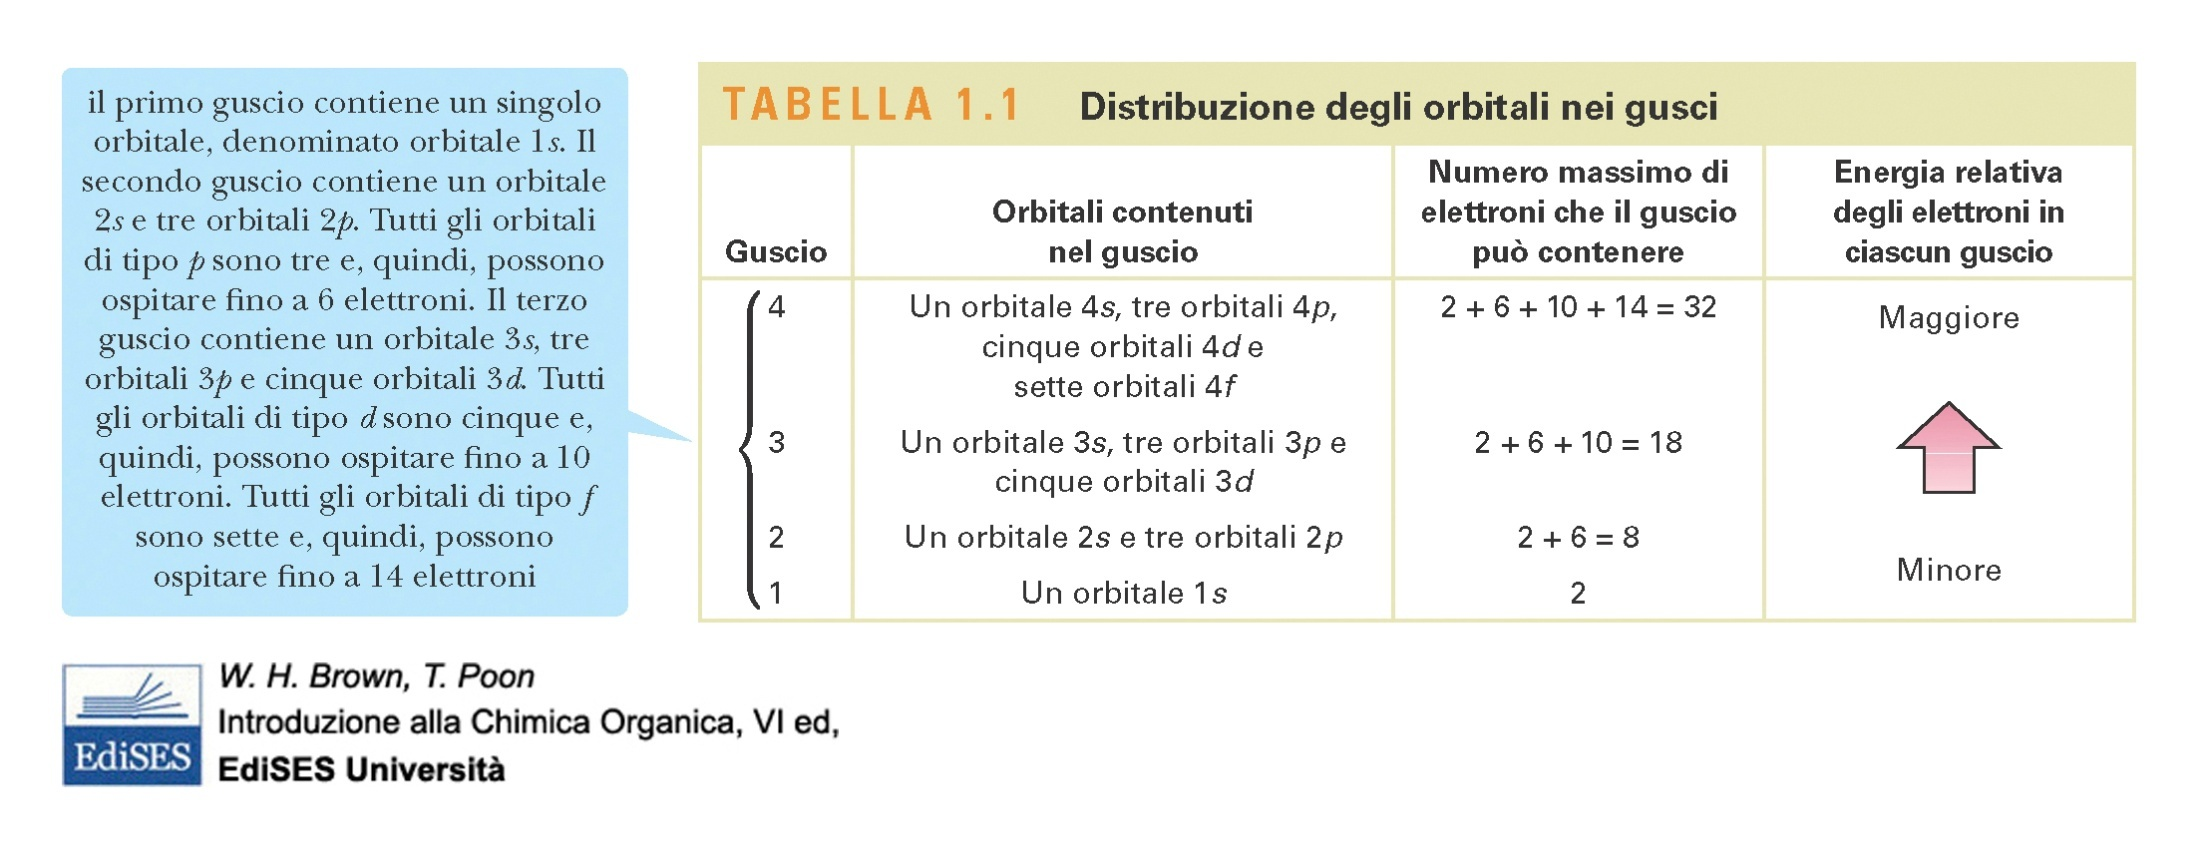 il primo guscio contiene un singolo
orbitale, denominato orbitale 1s. Il
secondo guscio contiene un orbitale
2s e tre orbitali 2p. Tutti gli orbitali
di tipo p sono tre e, quindi, possono
ospitare fino a 6 elettroni. Il terzo
guscio contiene un orbitale 3s, tre
orbitali 3p e cinque orbitali 3d. Tutti
gli orbitali di tipo d sono cinque e,
quindi, possono ospitare fino a 10
elettroni. Tutti gli orbitali di tipo f
sono sette e, quindi, possono
ospitare fino a 14 elettroni
TABELLA 1.1 Distribuzione degli orbitali nei gusci
Guscio
Orbitali contenuti
nel guscio
Numero massimo di
elettroni che il guscio
può contenere
Energia relativa
degli elettroni in
ciascun guscio
4
Un orbitale 4s, tre orbitali 4p,
cinque orbitali 4d e
sette orbitali 4f
2 + 6 + 10 + 14 = 32
Maggiore
3
Un orbitale 3s, tre orbitali 3p e
cinque orbitali 3d
2 + 6 + 10 = 18
2
Un orbitale 2s e tre orbitali 2p
2 + 6 = 8
Minore
1
Un orbitale 1s
2
EdiSES
W. H. Brown, T. Poon
Introduzione alla Chimica Organica, VI ed,
EdiSES Università